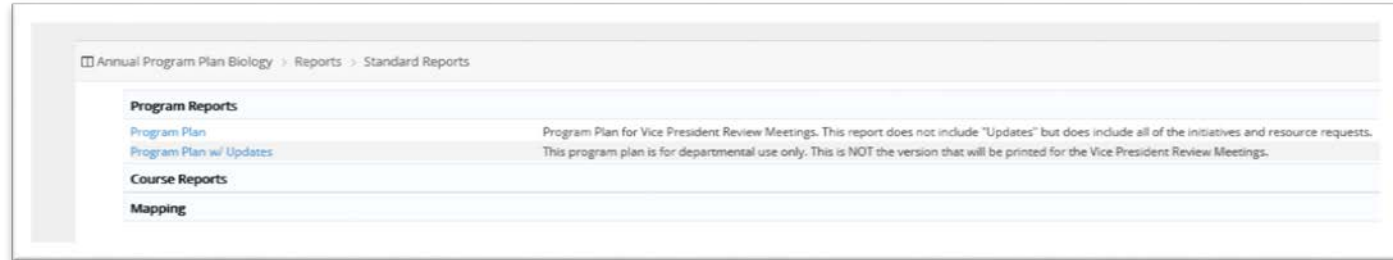 Annual Program Plan Biology > Reports > Standard Reports
Program Reports
Program Plan Program Plan for Vice President Review Meetings. This report does not include "Updates" but does include all of the initiatives and resource requests.
Program Plan w/ Updates This program plan is for departmental use only. This is NOT the version that will be printed for the Vice President Review Meetings.
Course Reports
Mapping